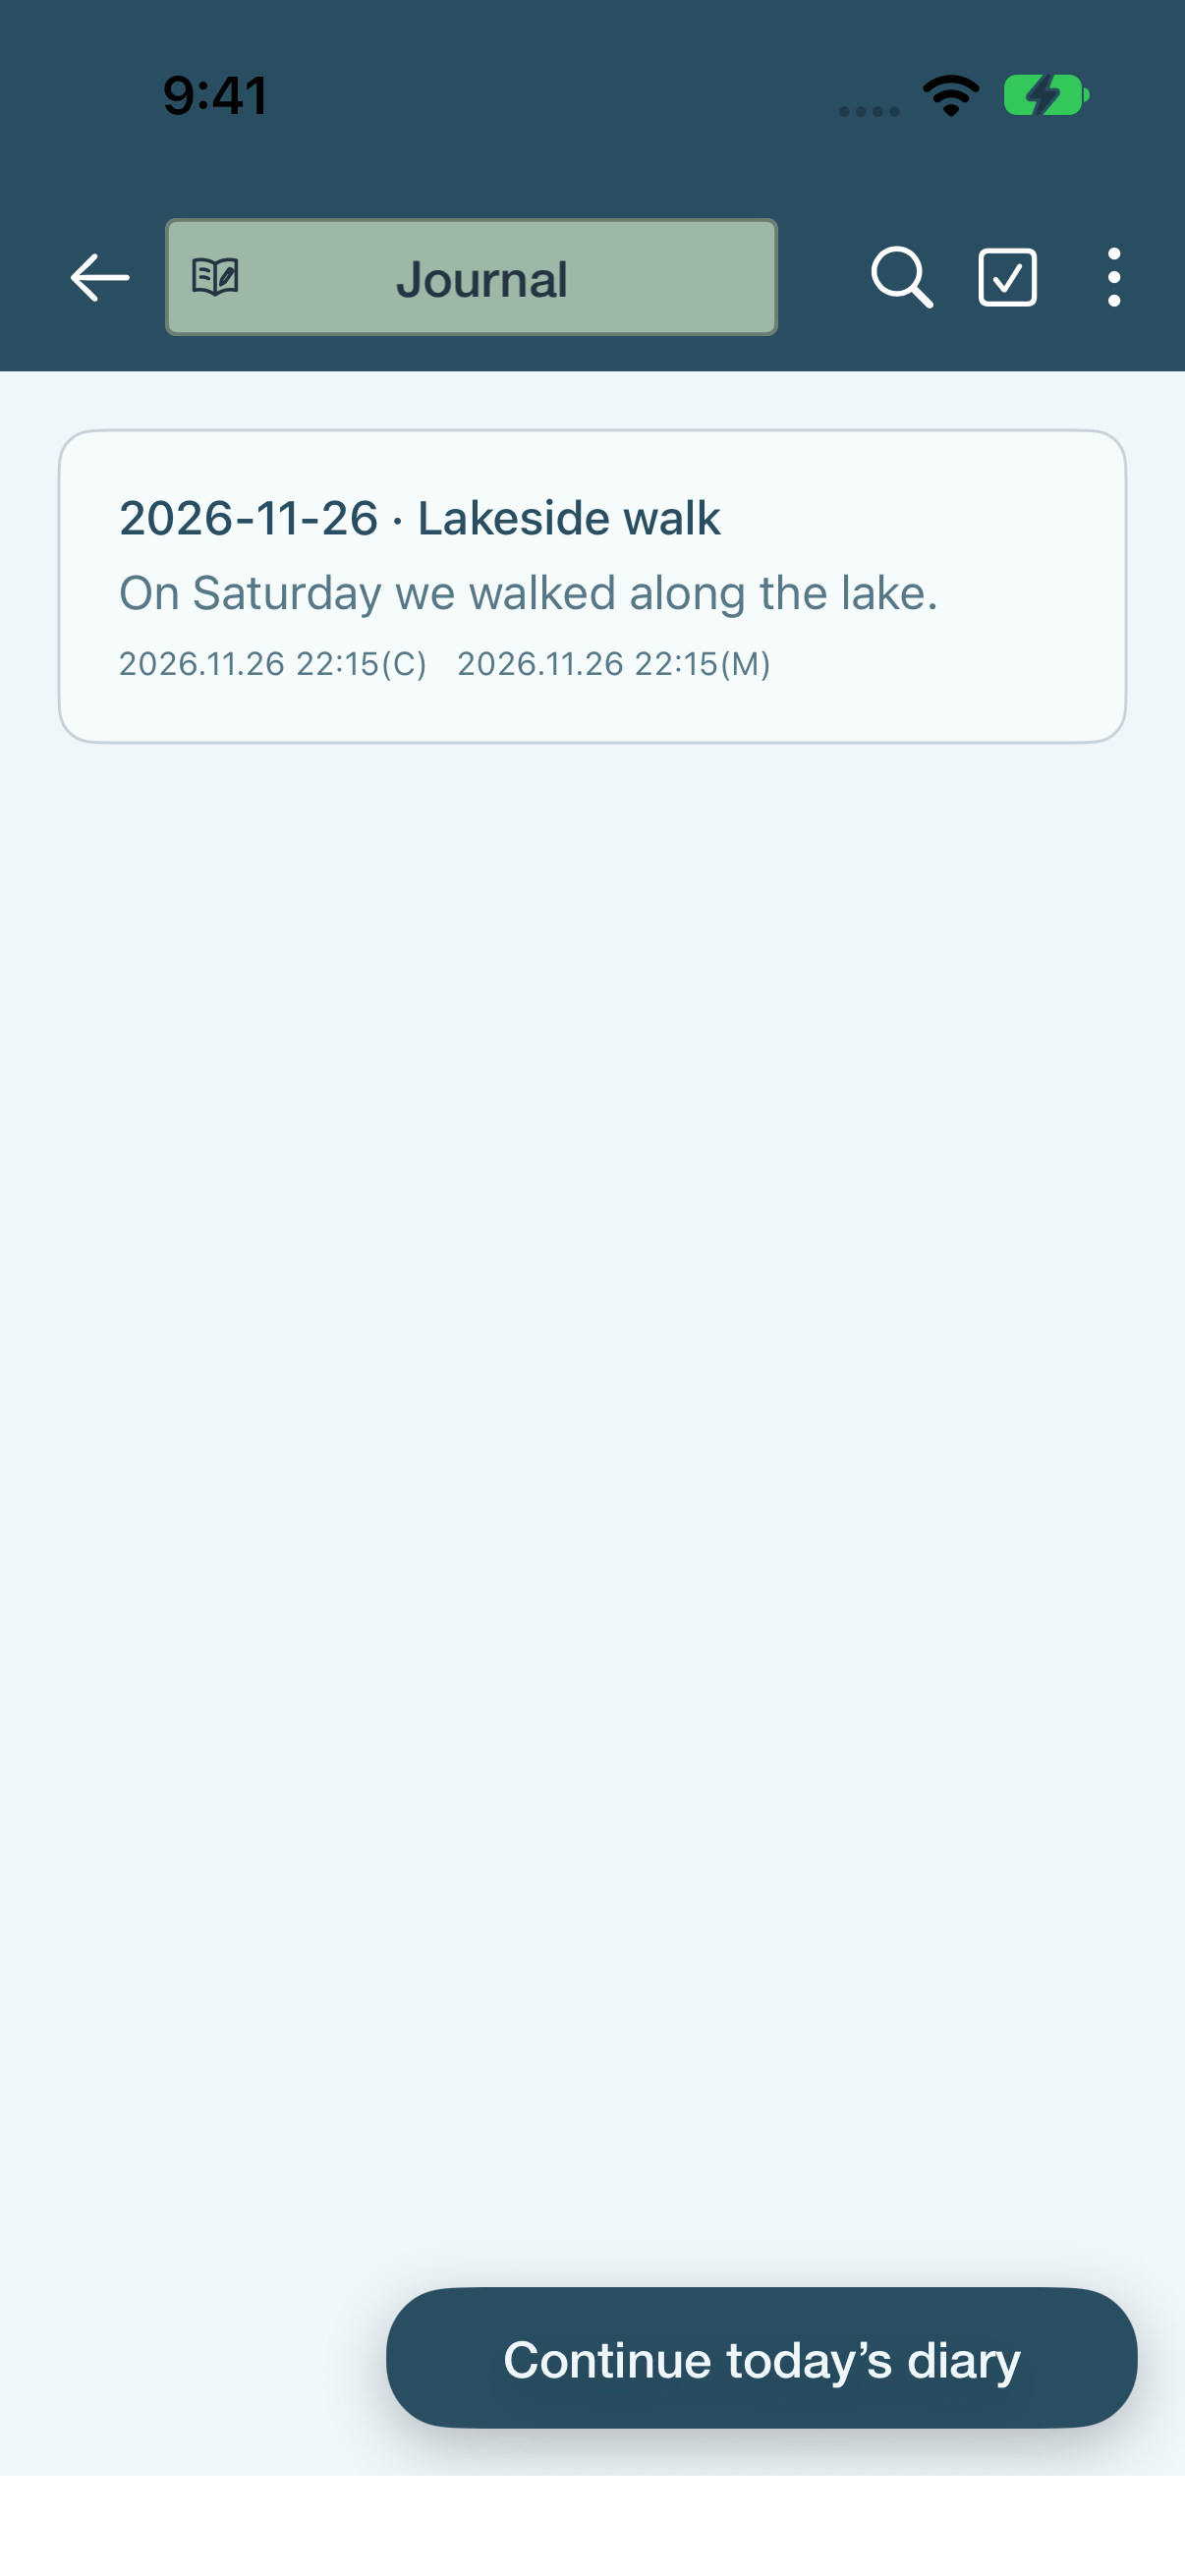 9:41
Journal
2026-11-26 · Lakeside walk
On Saturday we walked along the lake.
2026.11.26 22:15(C) 2026.11.26 22:15(M)
Continue today’s diary